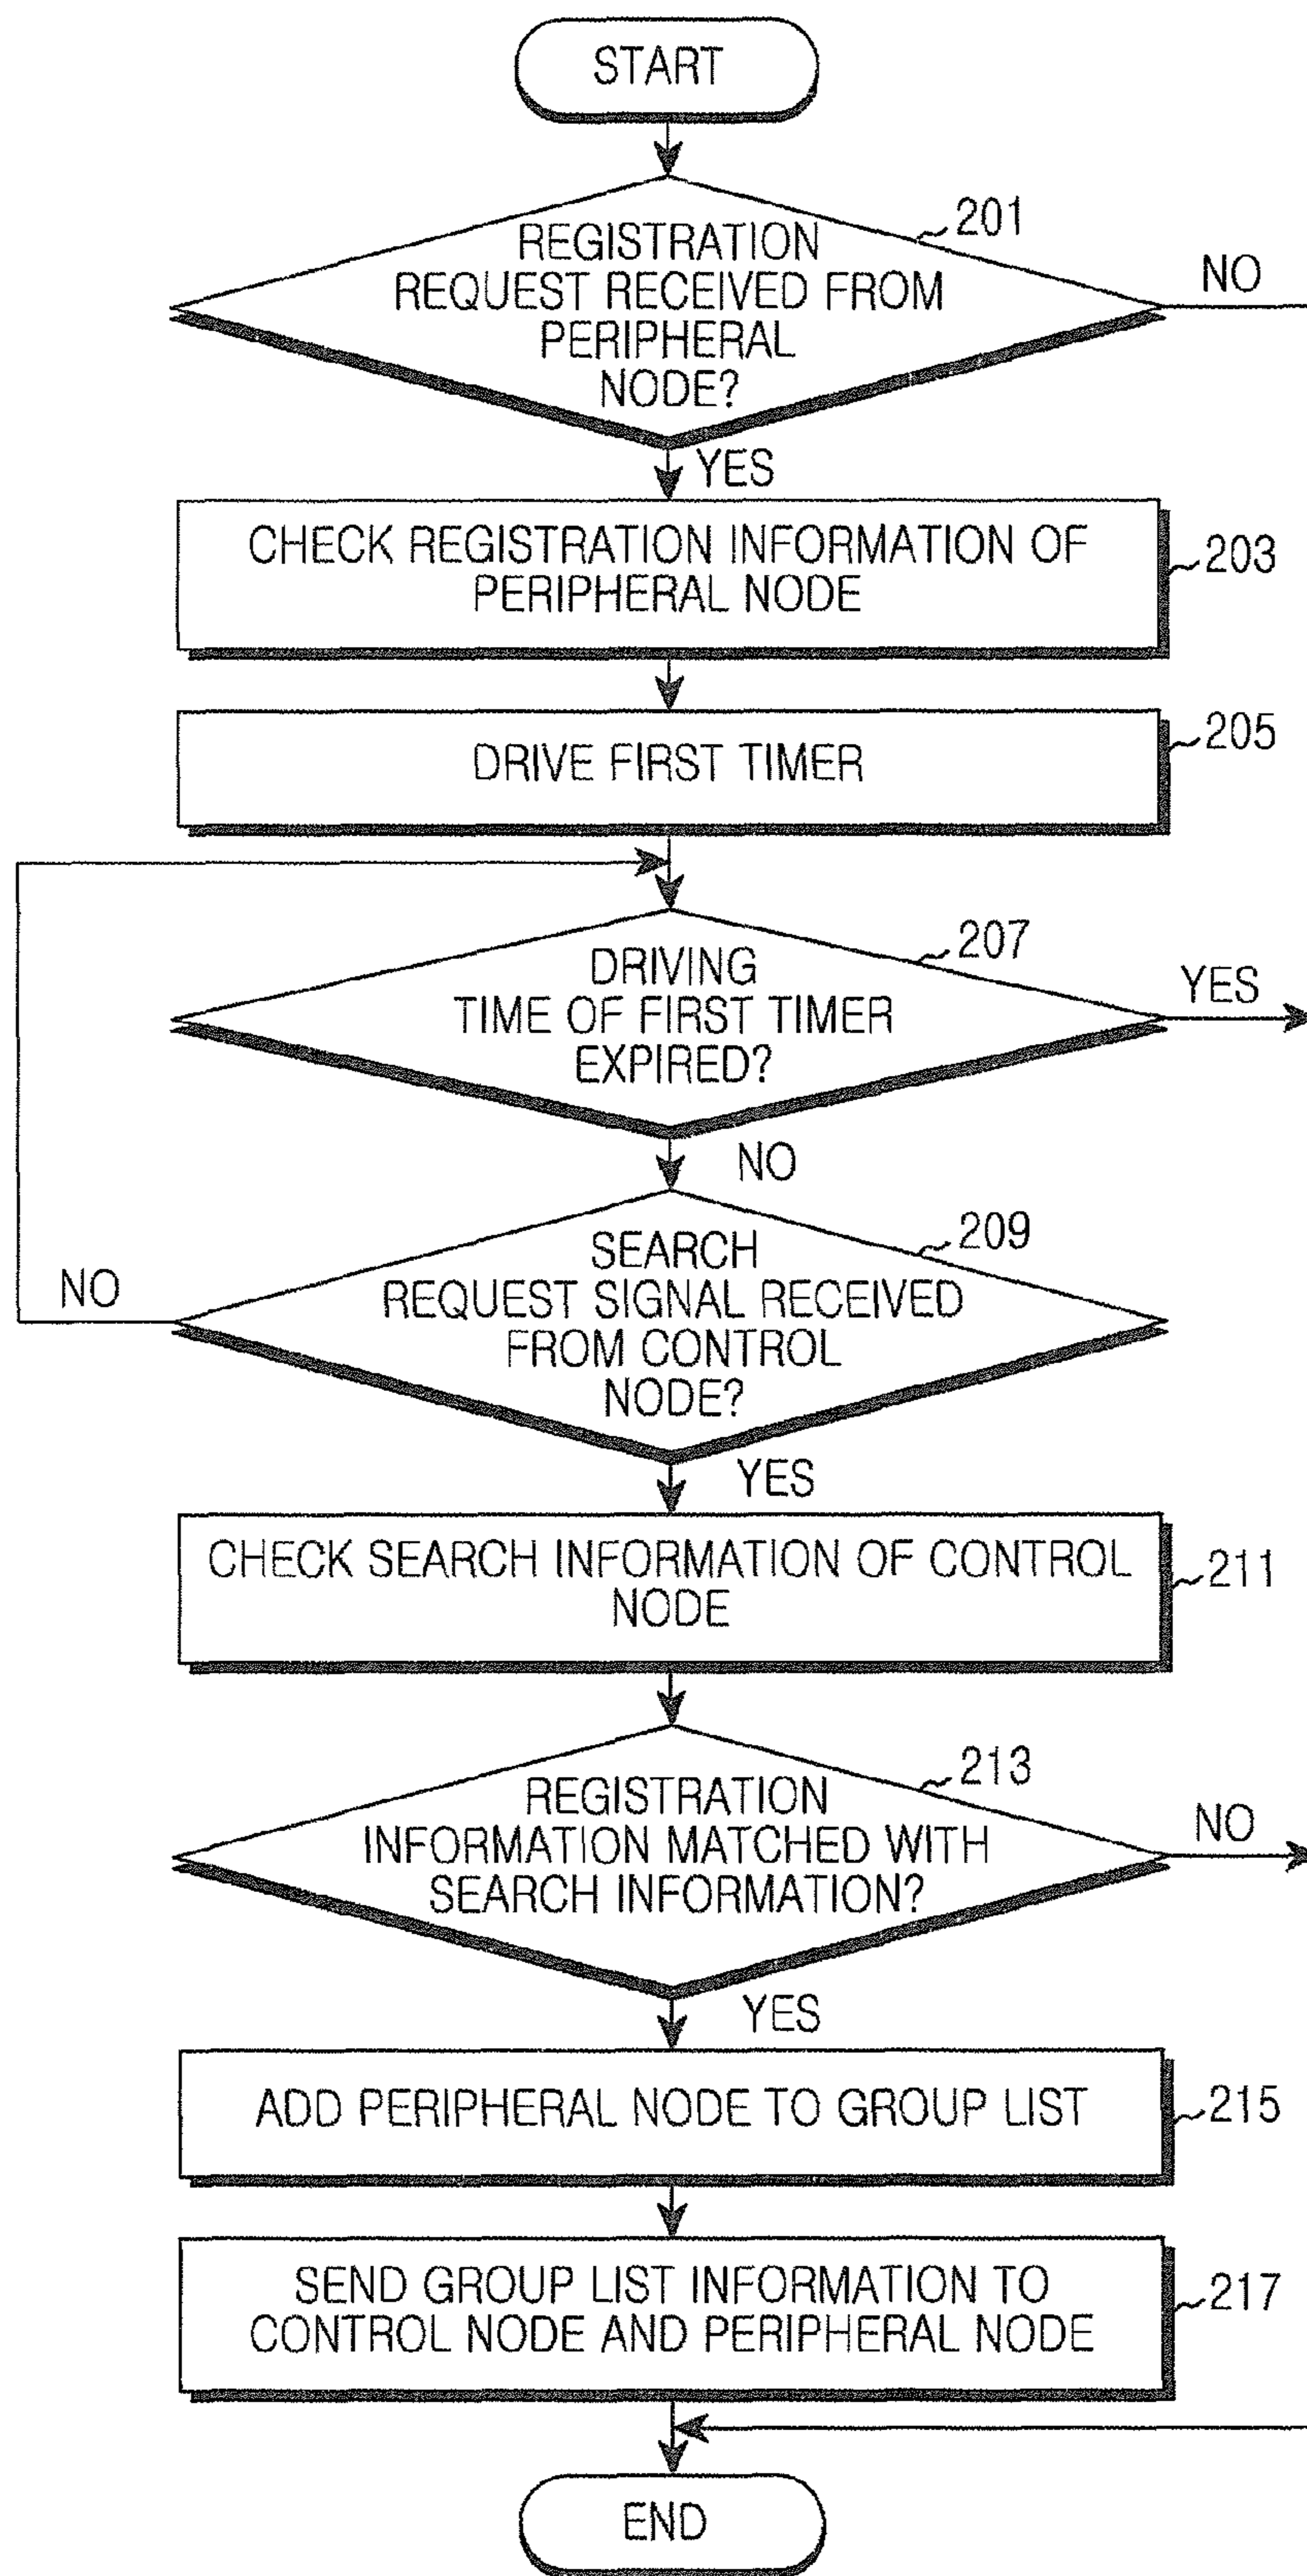 START
201
REGISTRATION
REQUEST RECEIVED FROM
PERIPHERAL
NODE?
NO
YES
CHECK REGISTRATION INFORMATION OF
PERIPHERAL NODE
203
DRIVE FIRST TIMER
205
207
DRIVING
TIME OF FIRST TIMER
EXPIRED?
YES
NO
209
SEARCH
REQUEST SIGNAL RECEIVED
FROM CONTROL
NODE?
NO
YES
CHECK SEARCH INFORMATION OF CONTROL
NODE
211
213
REGISTRATION
INFORMATION MATCHED WITH
SEARCH INFORMATION?
NO
YES
ADD PERIPHERAL NODE TO GROUP LIST
215
SEND GROUP LIST INFORMATION TO
CONTROL NODE AND PERIPHERAL NODE
217
END